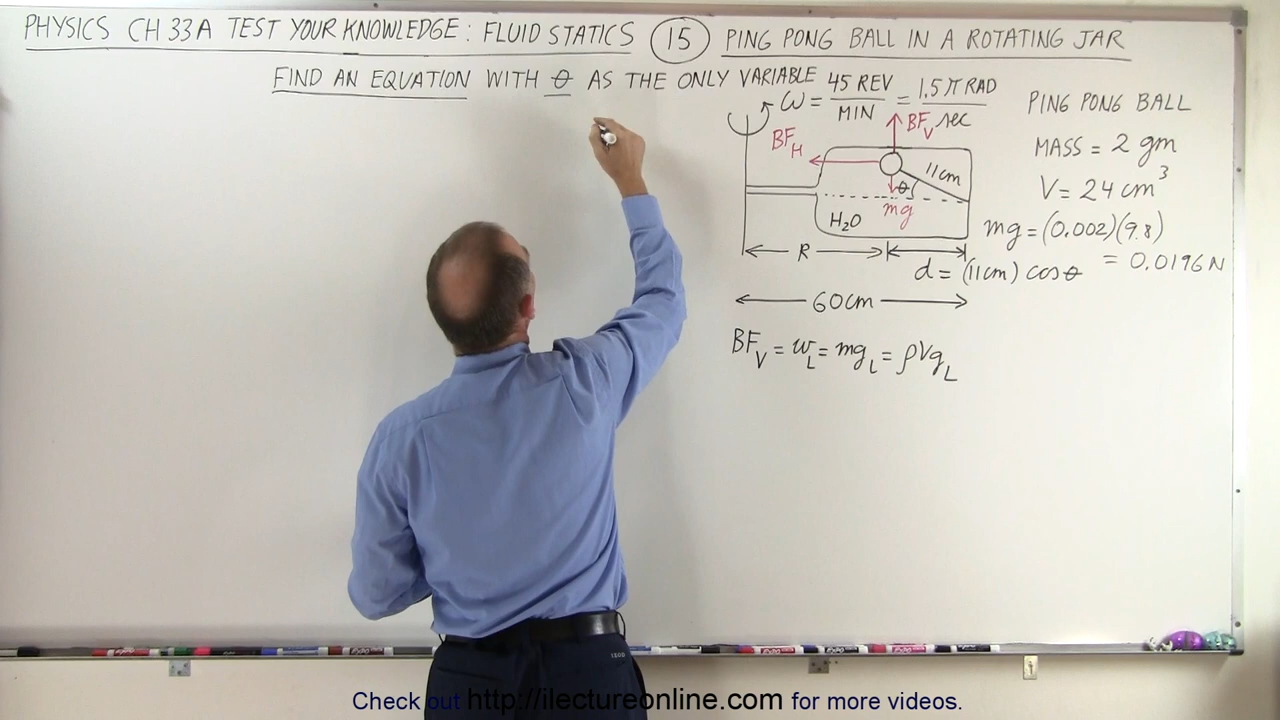 PHYSICS CH 33A TEST YOUR KNOWLEDGE: FLUID STATICS (15) PING PONG BALL IN A ROTATING JAR
FIND AN EQUATION WITH θ AS THE ONLY VARIABLE
ω = 45 REV/MIN = 1.5 π RAD/sec
BF_V
BF_H
11cm
θ
mg
H₂O
R
d = (11cm) cos θ
60cm
BF_V = w_L = mg_L = ρVg_L
PING PONG BALL
MASS = 2 gm
V = 24 cm³
mg = (0.002)(9.8)
= 0.0196 N
IZOD
Check out http://ilectureonline.com for more videos.